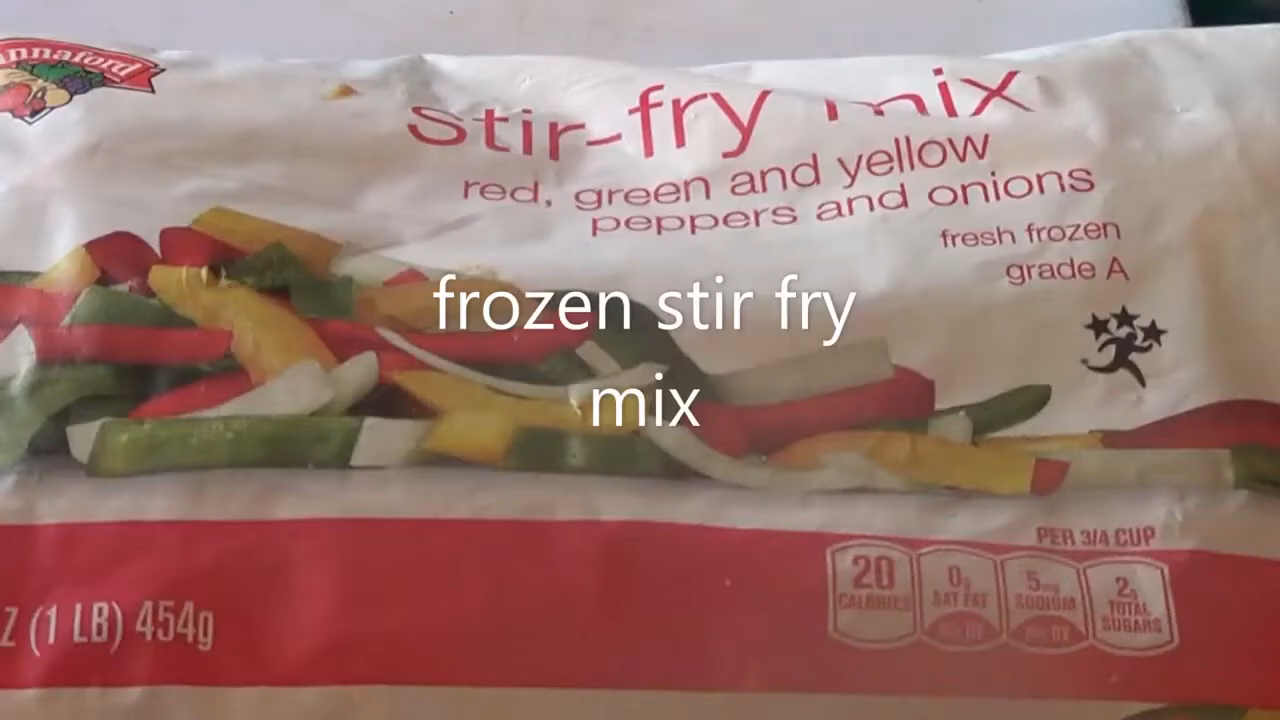 stir-fry mix
red, green and yellow
peppers and onions
fresh frozen
grade A
frozen stir fry
mix
PER 3/4 CUP
20 CALORIES
0g SAT FAT
5mg SODIUM
2g TOTAL SUGARS
Z (1 LB) 454g